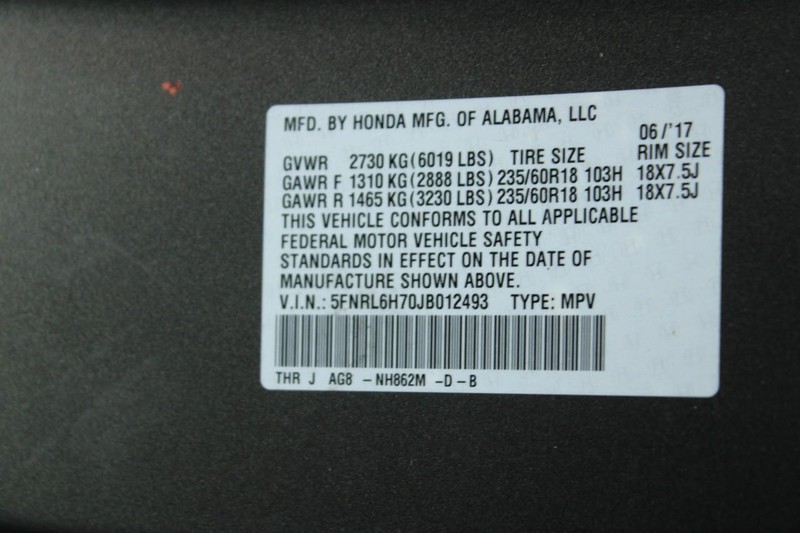 MFD. BY HONDA MFG. OF ALABAMA, LLC
06/'17
GVWR 2730 KG(6019 LBS) TIRE SIZE RIM SIZE
GAWR F 1310 KG(2888 LBS) 235/60R18 103H 18X7.5J
GAWR R 1465 KG(3230 LBS) 235/60R18 103H 18X7.5J
THIS VEHICLE CONFORMS TO ALL APPLICABLE
FEDERAL MOTOR VEHICLE SAFETY
STANDARDS IN EFFECT ON THE DATE OF
MANUFACTURE SHOWN ABOVE.
V.I.N.: 5FNRL6H70JB012493 TYPE: MPV
THR J AG8 -NH862M -D-B